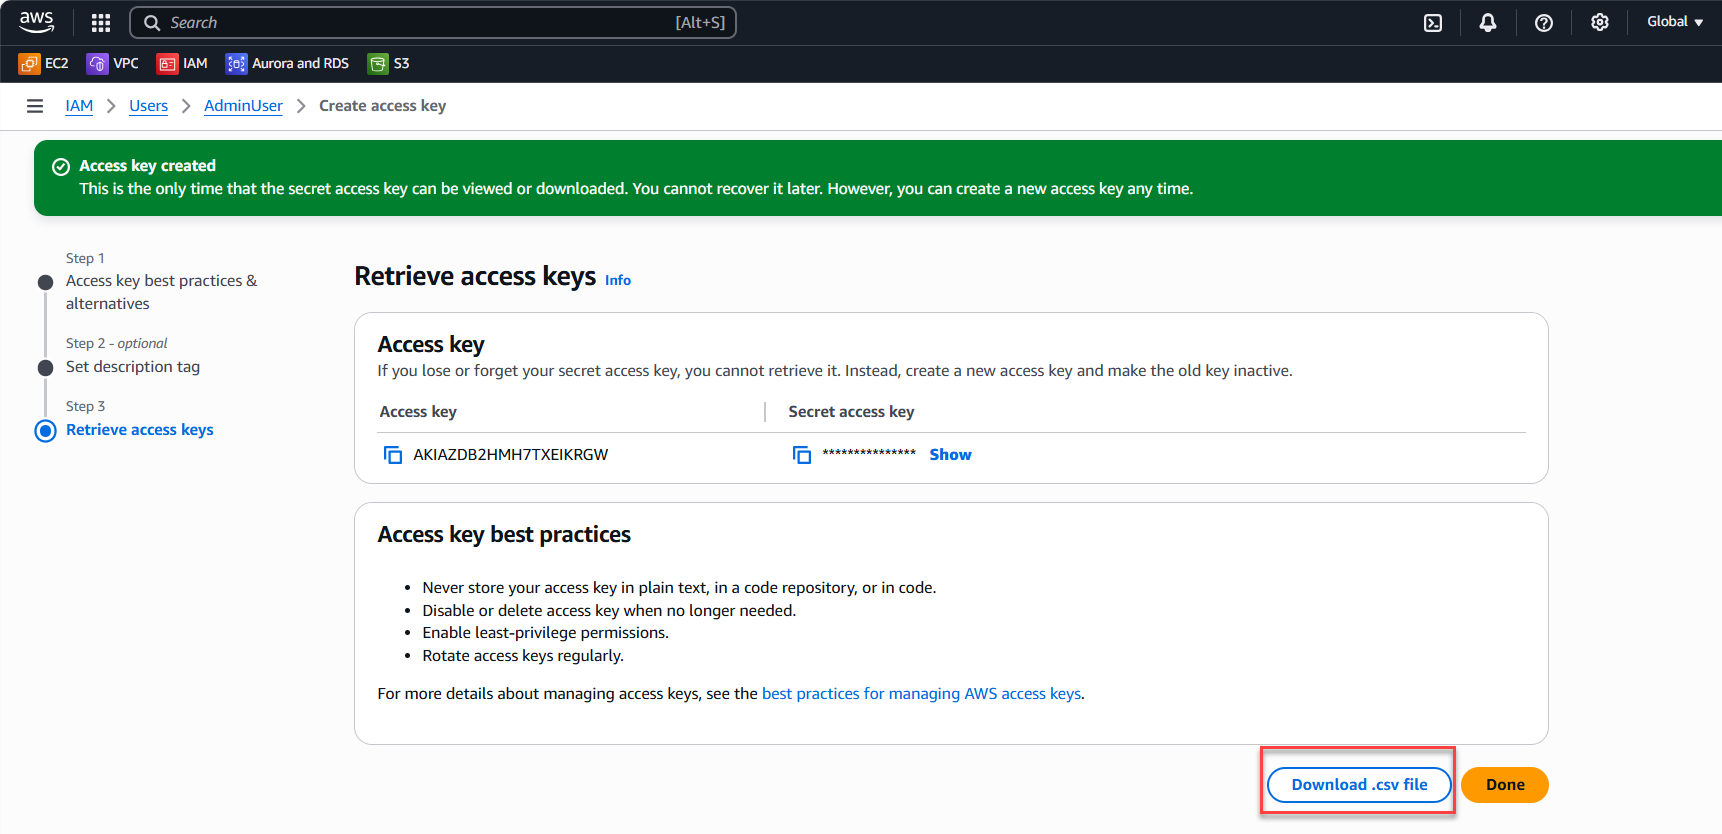 aws
Search
[Alt+S]
Global
EC2
VPC
IAM
Aurora and RDS
S3
IAM
Users
AdminUser
Create access key
Access key created
This is the only time that the secret access key can be viewed or downloaded. You cannot recover it later. However, you can create a new access key any time.
Step 1
Access key best practices &
alternatives
Step 2 - optional
Set description tag
Step 3
Retrieve access keys
Retrieve access keys Info
Access key
If you lose or forget your secret access key, you cannot retrieve it. Instead, create a new access key and make the old key inactive.
Access key
Secret access key
AKIAZDB2HMH7TXEIKRGW
*************** Show
Access key best practices
• Never store your access key in plain text, in a code repository, or in code.
• Disable or delete access key when no longer needed.
• Enable least-privilege permissions.
• Rotate access keys regularly.
For more details about managing access keys, see the best practices for managing AWS access keys.
Download .csv file
Done